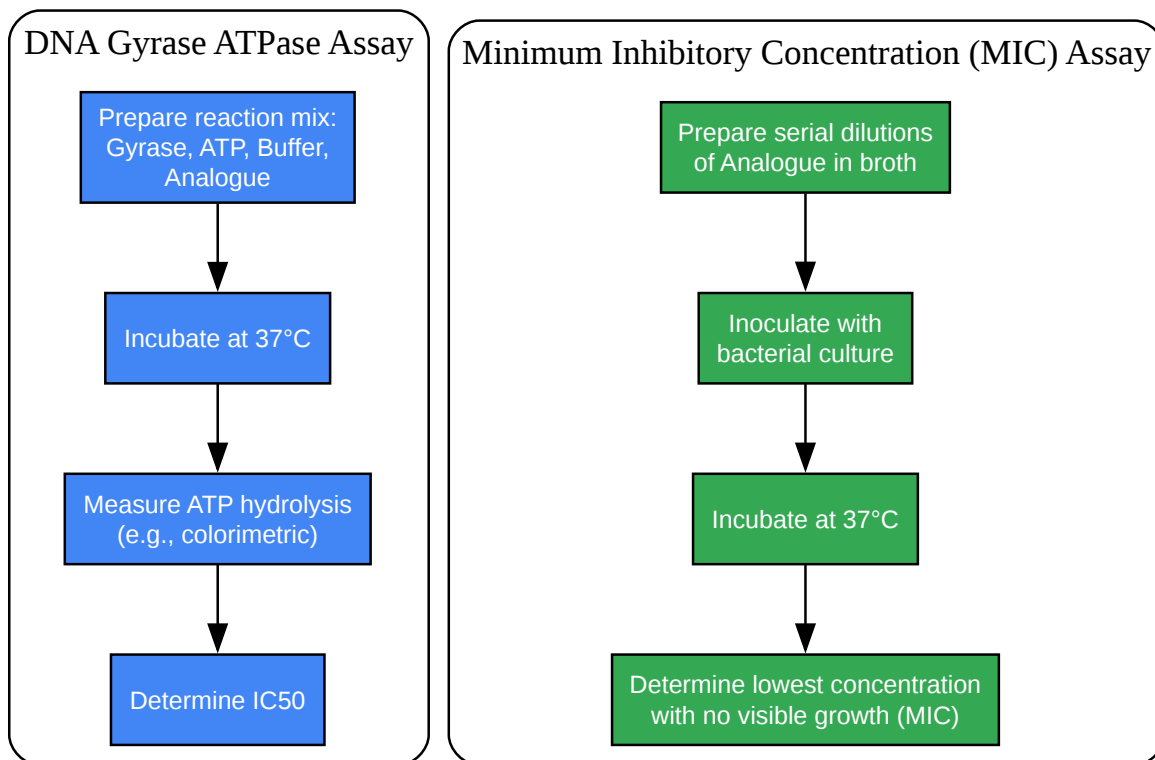 DNA Gyrase ATPase Assay
Prepare reaction mix:
Gyrase, ATP, Buffer,
Analogue
Incubate at 37°C
Measure ATP hydrolysis
(e.g., colorimetric)
Determine IC50
Minimum Inhibitory Concentration (MIC) Assay
Prepare serial dilutions
of Analogue in broth
Inoculate with
bacterial culture
Incubate at 37°C
Determine lowest concentration
with no visible growth (MIC)